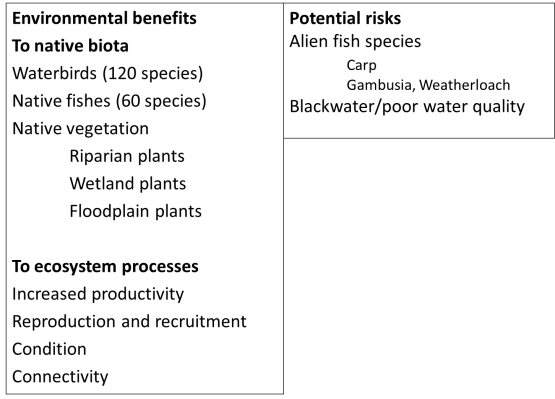 Environmental benefits
To native biota
Waterbirds (120 species)
Native fishes (60 species)
Native vegetation
Riparian plants
Wetland plants
Floodplain plants
To ecosystem processes
Increased productivity
Reproduction and recruitment
Condition
Connectivity
Potential risks
Alien fish species
Carp
Gambusia, Weatherloach
Blackwater/poor water quality